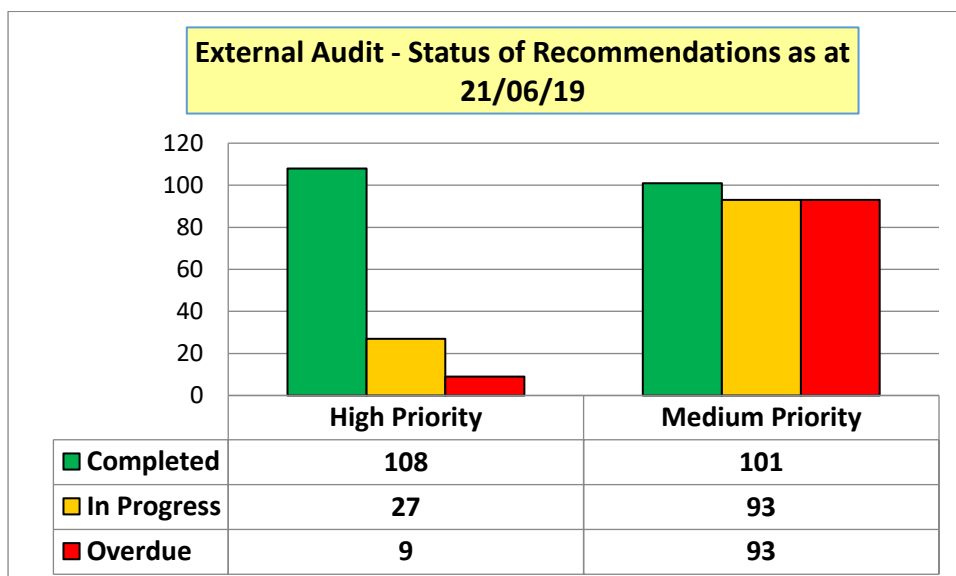 External Audit - Status of Recommendations as at
21/06/19
120
100
80
60
40
20
0
High Priority Medium Priority
Completed 108 101
In Progress 27 93
Overdue 9 93